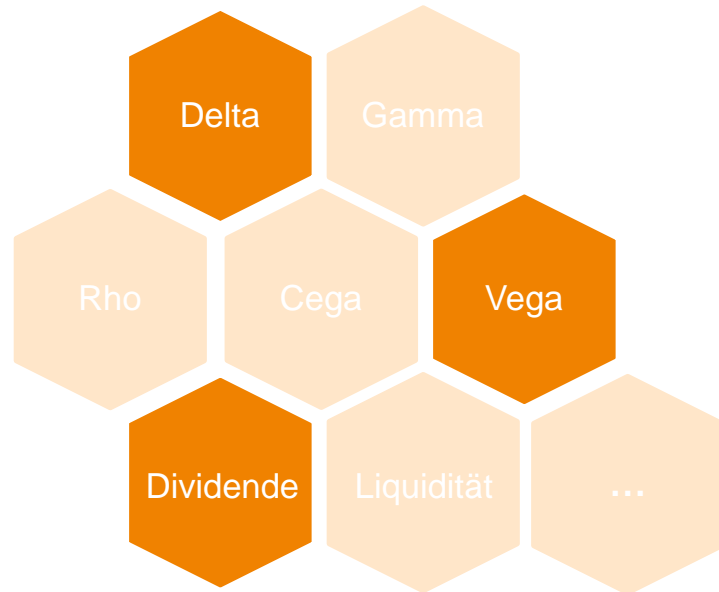 Delta
Gamma
Rho
Cega
Vega
Dividende
Liquidität
...